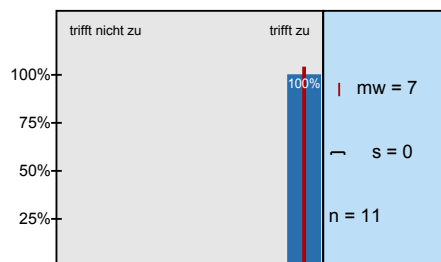 trifft nicht zu trifft zu
100%
100%
mw = 7
75%
s = 0
50%
n = 11
25%